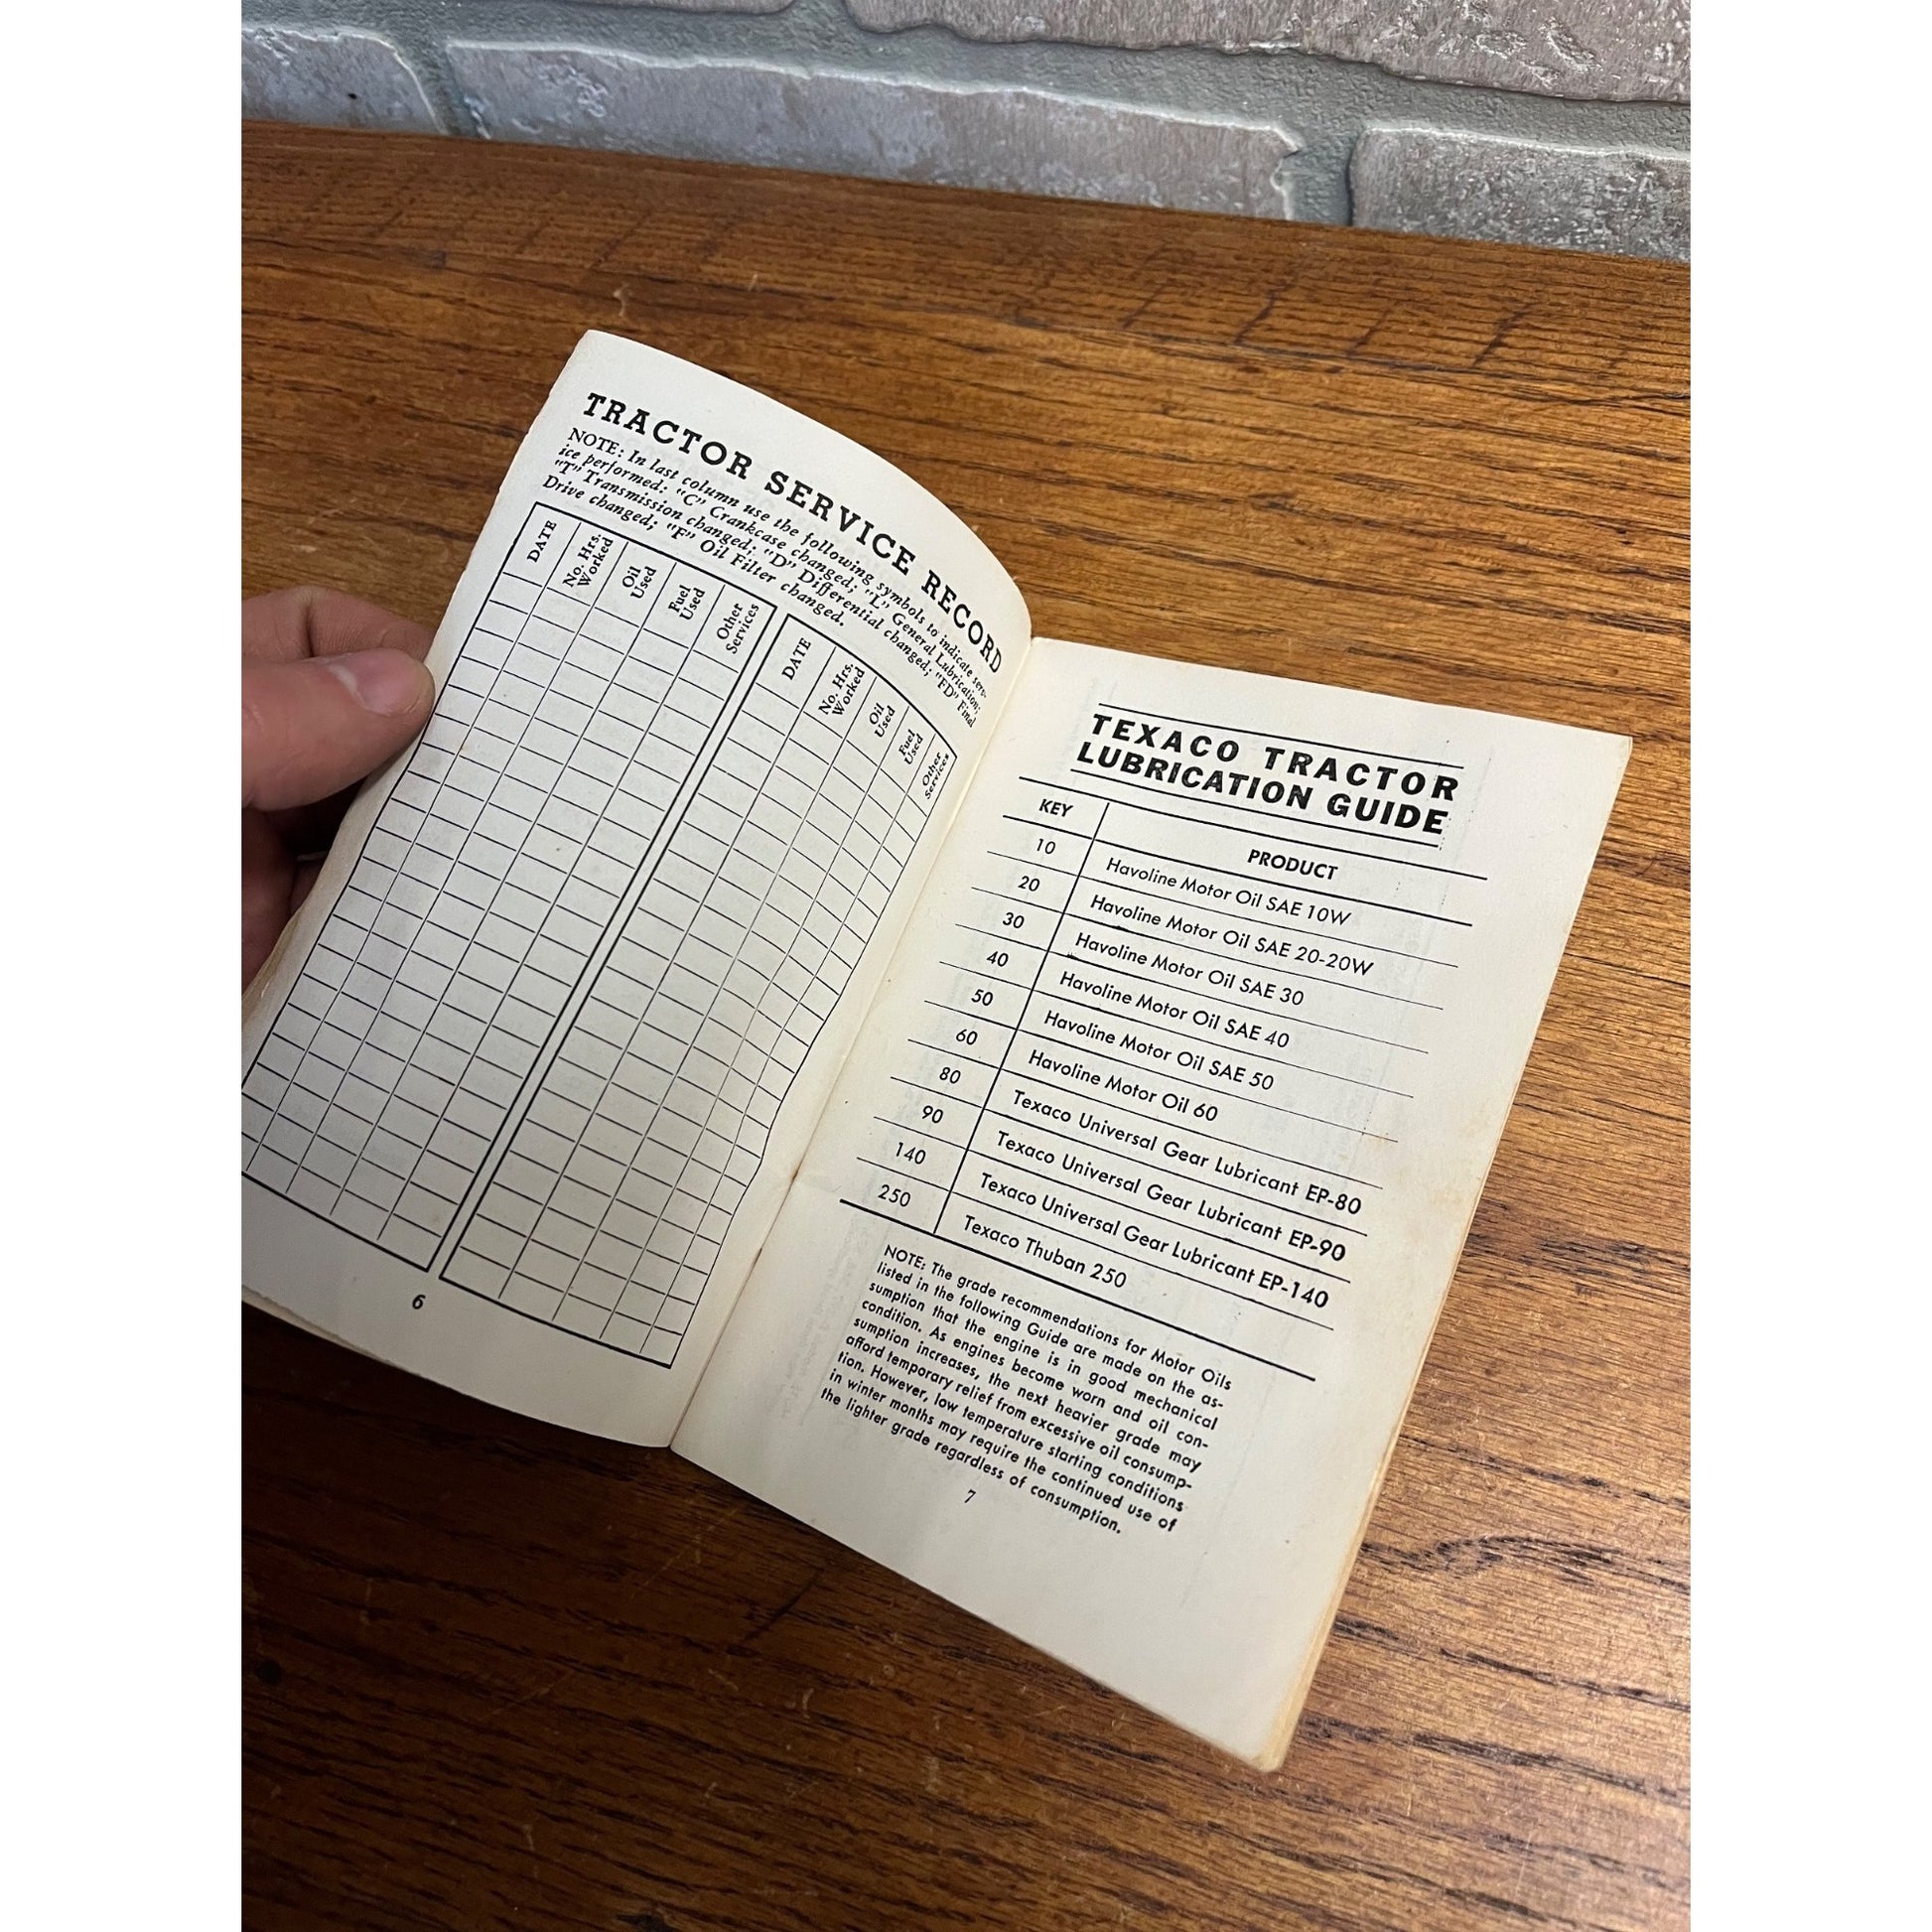 TRACTOR SERVICE RECORD
NOTE: In last column use the following symbols to indicate serv-
ice performed: "C" Crankcase changed; "L" General Lubrication;
"T" Transmission changed; "D" Differential changed; "FD" Final
Drive changed; "F" Oil Filter changed.
DATE No. Hrs. Worked Oil Used Fuel Used Other Services
DATE No. Hrs. Worked Oil Used Fuel Used Other Services
6
TEXACO TRACTOR
LUBRICATION GUIDE
KEY PRODUCT
10 Havoline Motor Oil SAE 10W
20 Havoline Motor Oil SAE 20-20W
30 Havoline Motor Oil SAE 30
40 Havoline Motor Oil SAE 40
50 Havoline Motor Oil SAE 50
60 Havoline Motor Oil 60
80 Texaco Universal Gear Lubricant EP-80
90 Texaco Universal Gear Lubricant EP-90
140 Texaco Universal Gear Lubricant EP-140
250 Texaco Thuban 250
NOTE: The grade recommendations for Motor Oils
listed in the following Guide are made on the as-
sumption that the engine is in good mechanical
condition. As engines become worn and oil con-
sumption increases, the next heavier grade may
afford temporary relief from excessive oil consump-
tion. However, low temperature starting conditions
in winter months may require the continued use of
the lighter grade regardless of consumption.
7